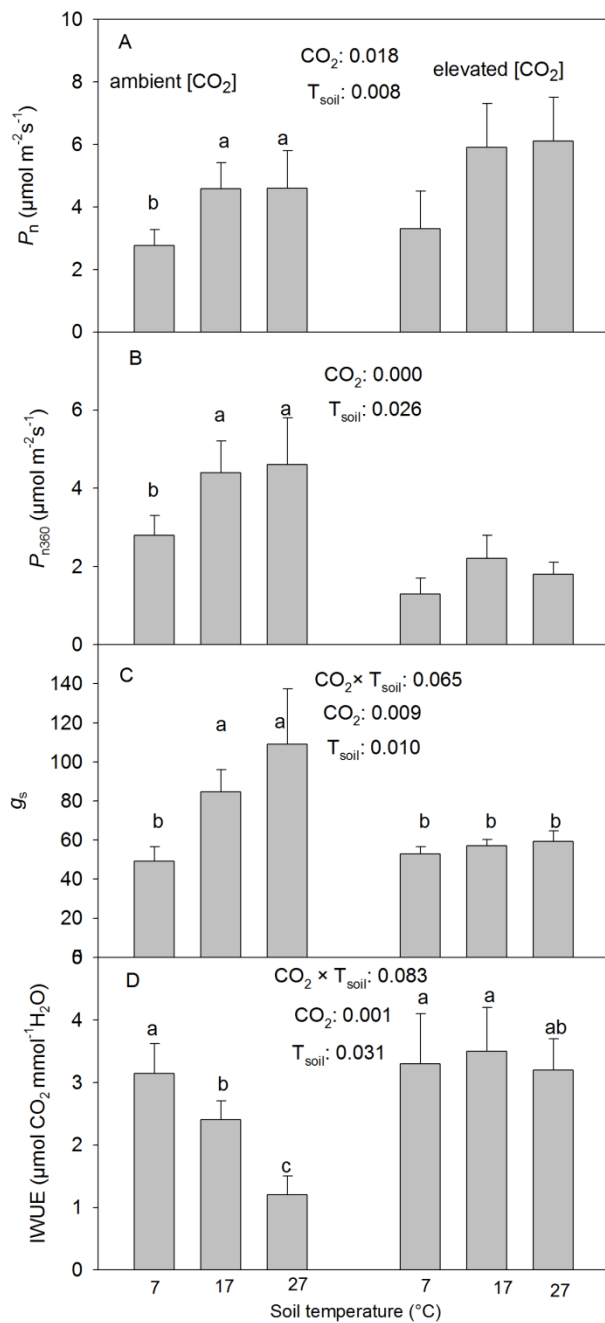 10
A
CO2: 0.018
elevated [CO2]
8
ambient [CO2]
Tsoil: 0.008
a
a
6
b
4
2
0
Pn (μmol m-2s-1)
B
CO2: 0.000
6
a
a
Tsoil: 0.026
b
4
2
0
Pn360 (μmol m-2s-1)
C
CO2× Tsoil: 0.065
140
CO2: 0.009
120
a
a
Tsoil: 0.010
100
80
b
b
b
b
60
40
20
0
gs
5
D
CO2 × Tsoil: 0.083
a
a
a
CO2: 0.001
ab
4
b
Tsoil: 0.031
3
2
c
1
0
IWUE (μmol CO2 mmol-1H2O)
7
17
27
7
17
27
Soil temperature (°C)